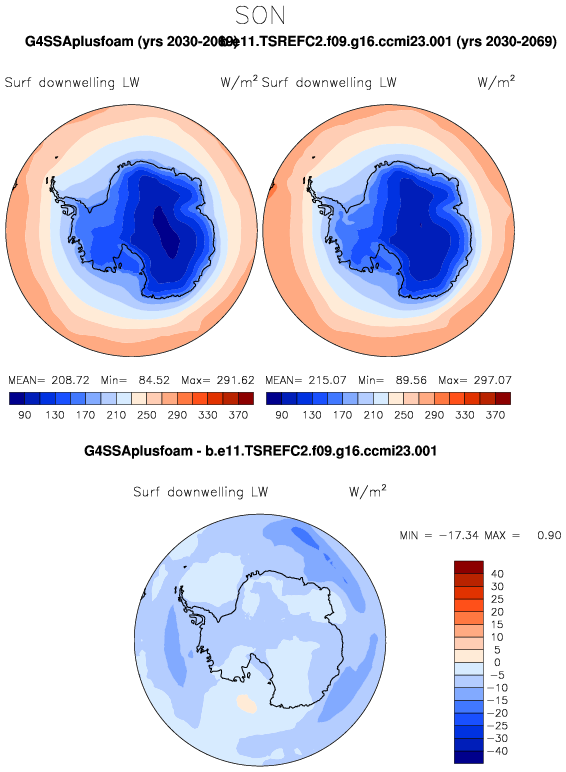 SON
G4SSAplusfoam (yrs 2030-2069) b.e11.TSREFC2.f09.g16.ccmi23.001 (yrs 2030-2069)
Surf downwelling LW W/m² Surf downwelling LW W/m²
MEAN= 208.72 Min= 84.52 Max= 291.62 MEAN= 215.07 Min= 89.56 Max= 297.07
90 130 170 210 250 290 330 370 90 130 170 210 250 290 330 370
G4SSAplusfoam - b.e11.TSREFC2.f09.g16.ccmi23.001
Surf downwelling LW W/m²
MIN = -17.34 MAX = 0.90
40
30
25
20
15
10
5
0
-5
-10
-15
-20
-25
-30
-40